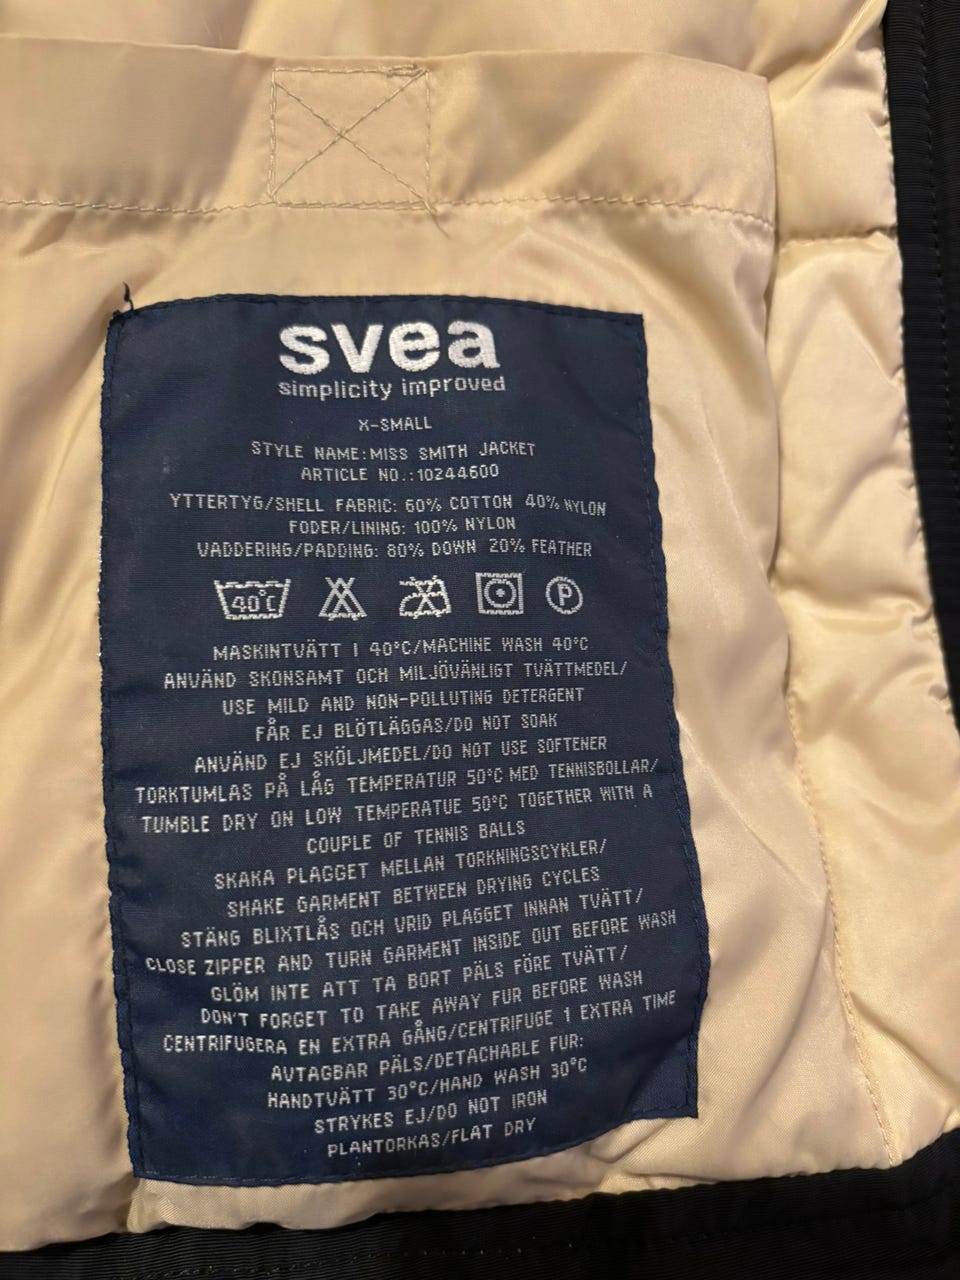 svea
simplicity improved
X-SMALL
STYLE NAME:MISS SMITH JACKET
ARTICLE NO.:10244600
YTTERTYG/SHELL FABRIC: 60% COTTON 40% NYLON
FODER/LINING: 100% NYLON
VADDERING/PADDING: 80% DOWN 20% FEATHER
40°C P
MASKINTVÄTT I 40°C/MACHINE WASH 40°C
ANVÄND SKONSAMT OCH MILJÖVÄNLIGT TVÄTTMEDEL/
USE MILD AND NON-POLLUTING DETERGENT
FÅR EJ BLÖTLÄGGAS/DO NOT SOAK
ANVÄND EJ SKÖLJMEDEL/DO NOT USE SOFTENER
TORKTUMLAS PÅ LÅG TEMPERATUR 50°C MED TENNISBOLLAR/
TUMBLE DRY ON LOW TEMPERATUE 50°C TOGETHER WITH A
COUPLE OF TENNIS BALLS
SKAKA PLAGGET MELLAN TORKNINGSCYKLER/
SHAKE GARMENT BETWEEN DRYING CYCLES
STÄNG BLIXTLÅS OCH VRID PLAGGET INNAN TVÄTT/
CLOSE ZIPPER AND TURN GARMENT INSIDE OUT BEFORE WASH
GLÖM INTE ATT TA BORT PÄLS FÖRE TVÄTT/
DON'T FORGET TO TAKE AWAY FUR BEFORE WASH
CENTRIFUGERA EN EXTRA GÅNG/CENTRIFUGE 1 EXTRA TIME
AVTAGBAR PÄLS/DETACHABLE FUR:
HANDTVÄTT 30°C/HAND WASH 30°C
STRYKES EJ/DO NOT IRON
PLANTORKAS/FLAT DRY